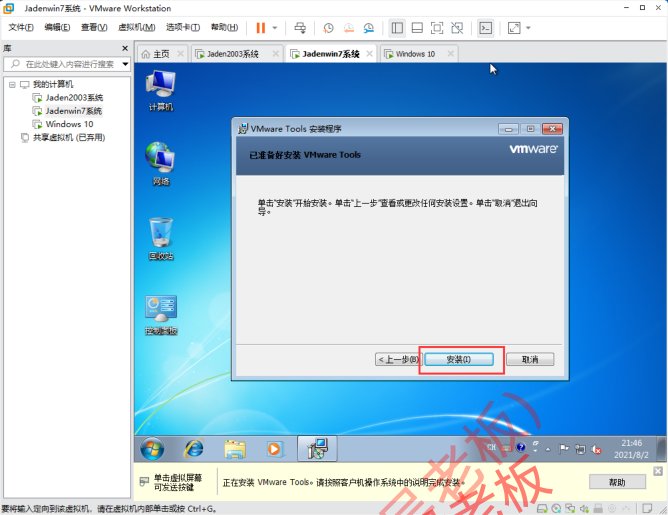 Jadenwin7系统 - VMware Workstation
文件(F) 编辑(E) 查看(V) 虚拟机(M) 选项卡(T) 帮助(H)
库
在此处键入内容进行搜索
主页 Jaden2003系统 Jadenwin7系统 Windows 10
我的计算机
Jaden2003系统
Jadenwin7系统
Windows 10
共享虚拟机 (已弃用)
计算机
网络
回收站
控制面板
VMware Tools 安装程序
已准备好安装 VMware Tools
vmware
单击"安装"开始安装。单击"上一步"查看或更改任何安装设置。单击"取消"退出向
导。
< 上一步(B) 安装(I) 取消
老板)
老板
CH
21:46
2021/8/2
单击虚拟屏幕
可发送按键
正在安装 VMware Tools。请按照客户机操作系统中的说明完成安装。
帮助
要将输入定向到该虚拟机，请在虚拟机内部单击或按 Ctrl+G。